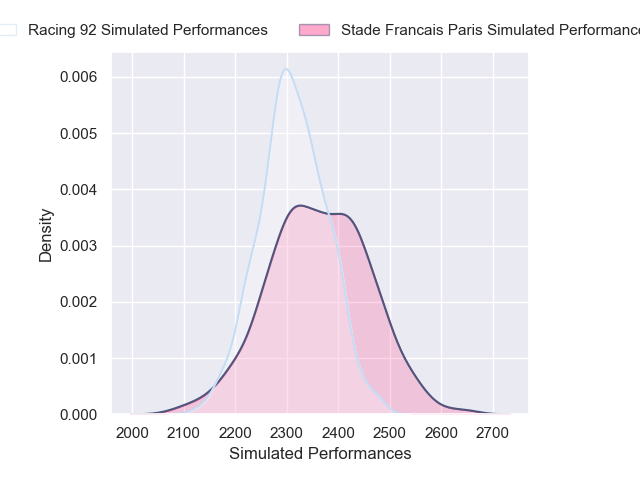 Racing 92 Simulated Performances Stade Francais Paris Simulated Performanc
0.006
0.005
0.004
0.003
0.002
0.001
0.000
Density
2000 2100 2200 2300 2400 2500 2600 2700
Simulated Performances